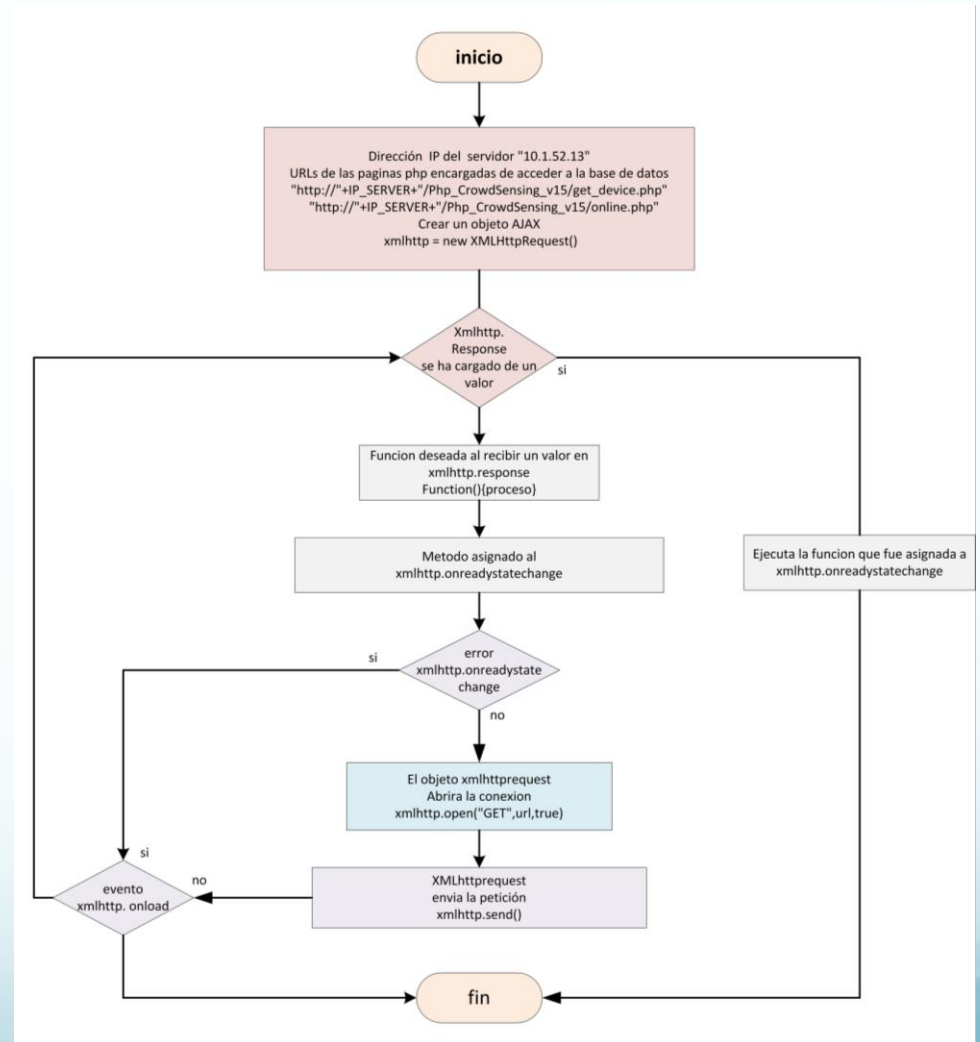 inicio
Dirección IP del servidor "10.1.52.13"
URLs de las paginas php encargadas de acceder a la base de datos
"http://"+IP_SERVER+"/Php_CrowdSensing_v15/get_device.php"
"http://"+IP_SERVER+"/Php_CrowdSensing_v15/online.php"
Crear un objeto AJAX
xmlhttp = new XMLHttpRequest()
Xmlhttp.
Response
se ha cargado de un
valor
si
Funcion deseada al recibir un valor en
xmlhttp.response
Function(){proceso}
Metodo asignado al
xmlhttp.onreadystatechange
Ejecuta la funcion que fue asignada a
xmlhttp.onreadystatechange
error
xmlhttp.onreadystate
change
si
no
El objeto xmlhttprequest
Abrira la conexion
xmlhttp.open("GET",url,true)
XMLhttprequest
envia la petición
xmlhttp.send()
si
no
evento
xmlhttp. onload
fin